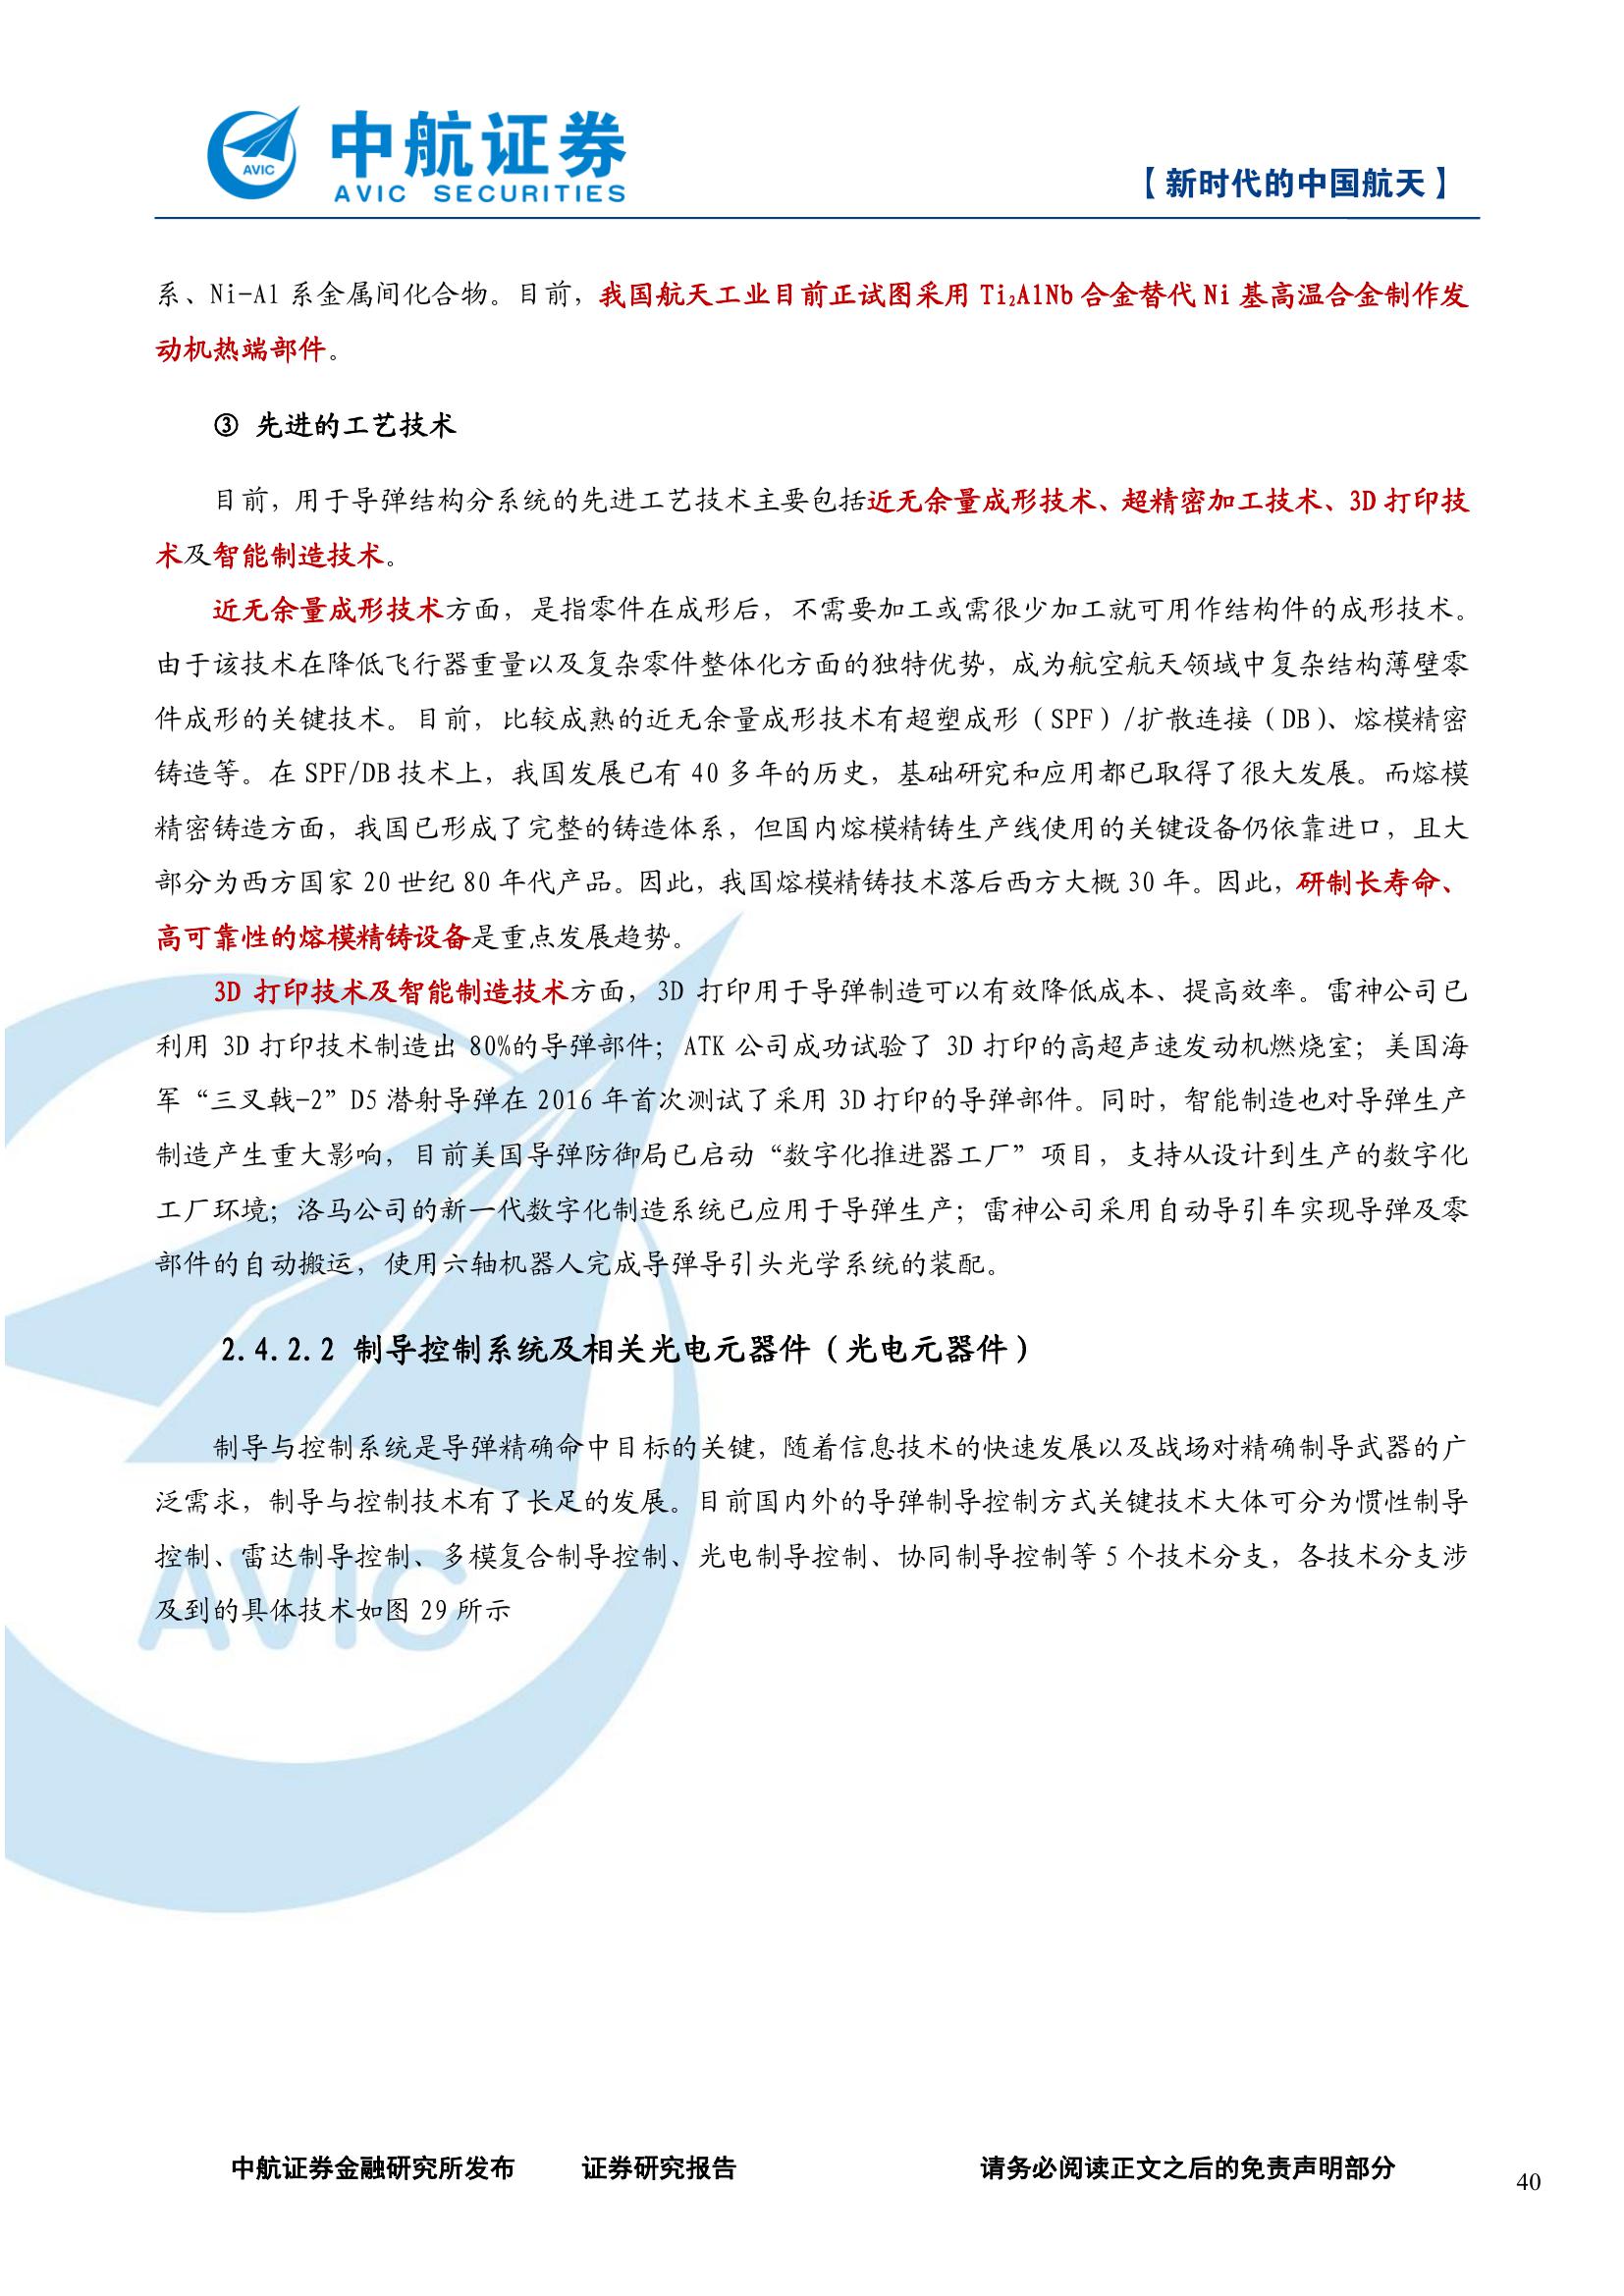 中航证券
AVIC SECURITIES
AVIC
【新时代的中国航天】
系、Ni-Al 系金属间化合物。目前，我国航天工业目前正试图采用 Ti₂AlNb 合金替代 Ni 基高温合金制作发
动机热端部件。
③ 先进的工艺技术
目前，用于导弹结构分系统的先进工艺技术主要包括近无余量成形技术、超精密加工技术、3D 打印技
术及智能制造技术。
近无余量成形技术方面，是指零件在成形后，不需要加工或需很少加工就可用作结构件的成形技术。
由于该技术在降低飞行器重量以及复杂零件整体化方面的独特优势，成为航空航天领域中复杂结构薄壁零
件成形的关键技术。目前，比较成熟的近无余量成形技术有超塑成形（SPF）/扩散连接（DB）、熔模精密
铸造等。在 SPF/DB 技术上，我国发展已有 40 多年的历史，基础研究和应用都已取得了很大发展。而熔模
精密铸造方面，我国已形成了完整的铸造体系，但国内熔模精铸生产线使用的关键设备仍依靠进口，且大
部分为西方国家 20 世纪 80 年代产品。因此，我国熔模精铸技术落后西方大概 30 年。因此，研制长寿命、
高可靠性的熔模精铸设备是重点发展趋势。
3D 打印技术及智能制造技术方面，3D 打印用于导弹制造可以有效降低成本、提高效率。雷神公司已
利用 3D 打印技术制造出 80%的导弹部件；ATK 公司成功试验了 3D 打印的高超声速发动机燃烧室；美国海
军“三叉戟-2”D5 潜射导弹在 2016 年首次测试了采用 3D 打印的导弹部件。同时，智能制造也对导弹生产
制造产生重大影响，目前美国导弹防御局已启动“数字化推进器工厂”项目，支持从设计到生产的数字化
工厂环境；洛马公司的新一代数字化制造系统已应用于导弹生产；雷神公司采用自动导引车实现导弹及零
部件的自动搬运，使用六轴机器人完成导弹导引头光学系统的装配。
2.4.2.2 制导控制系统及相关光电元器件（光电元器件）
制导与控制系统是导弹精确命中目标的关键，随着信息技术的快速发展以及战场对精确制导武器的广
泛需求，制导与控制技术有了长足的发展。目前国内外的导弹制导控制方式关键技术大体可分为惯性制导
控制、雷达制导控制、多模复合制导控制、光电制导控制、协同制导控制等 5 个技术分支，各技术分支涉
及到的具体技术如图 29 所示
AVIC
中航证券金融研究所发布 证券研究报告 请务必阅读正文之后的免责声明部分
40